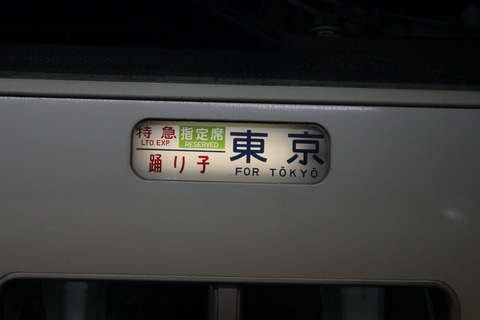 特急 指定席
LTD. EXP RESERVED
踊り子
東京
FOR TŌKYŌ